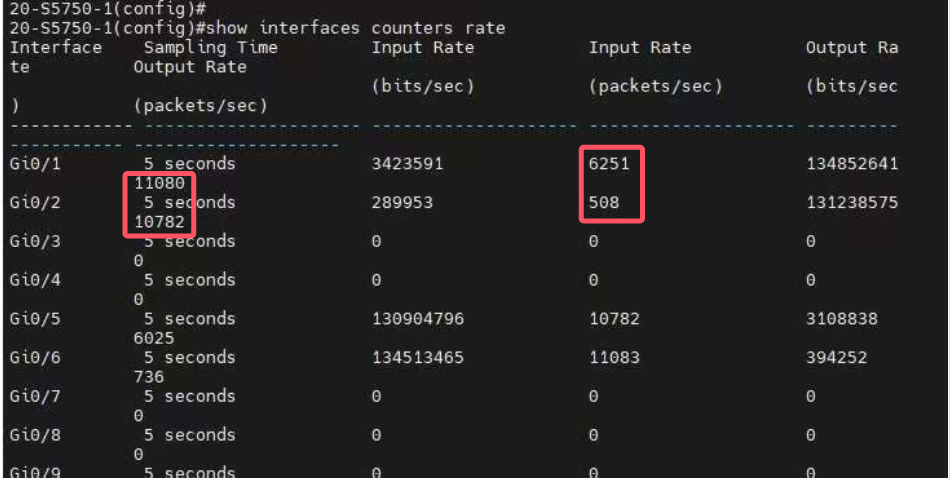 20-S5750-1(config)#
20-S5750-1(config)#show interfaces counters rate
Interface    Sampling Time        Input Rate           Input Rate           Output Ra
te           Output Rate
                                  (bits/sec)           (packets/sec)        (bits/sec
)            (packets/sec)
------------ -------------------- -------------------- -------------------- ---------
----------- --------------------
Gi0/1         5 seconds           3423591              6251                 134852641
             11080
Gi0/2         5 seconds           289953               508                  131238575
             10782
Gi0/3         5 seconds           0                    0                    0
             0
Gi0/4         5 seconds           0                    0                    0
             0
Gi0/5         5 seconds           130904796            10782                3108838
             6025
Gi0/6         5 seconds           134513465            11083                394252
             736
Gi0/7         5 seconds           0                    0                    0
             0
Gi0/8         5 seconds           0                    0                    0
             0
Gi0/9         5 seconds           0                    0                    0